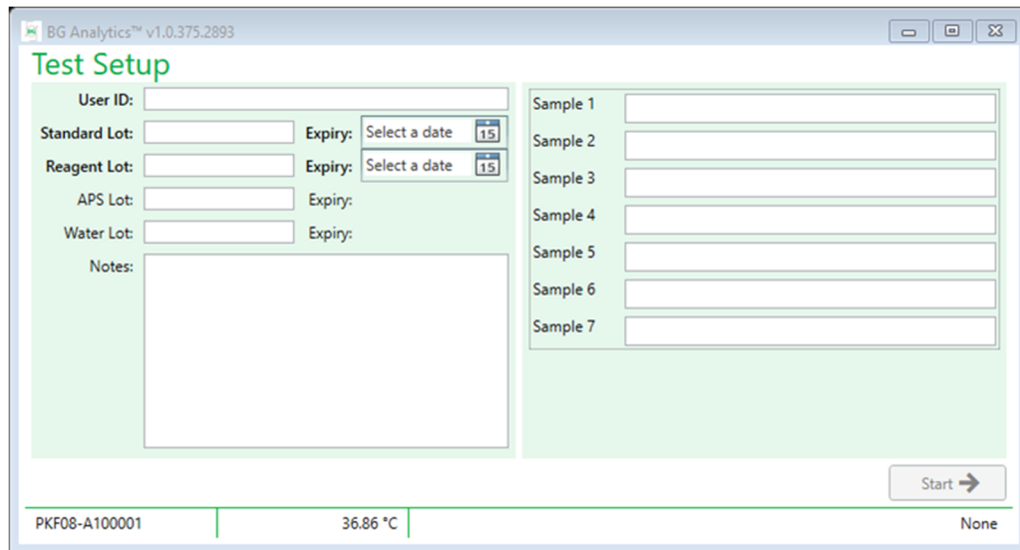 BG Analytics™ v1.0.375.2893
Test Setup
User ID:
Standard Lot: Expiry: Select a date 15
Reagent Lot: Expiry: Select a date 15
APS Lot: Expiry:
Water Lot: Expiry:
Notes:
Sample 1
Sample 2
Sample 3
Sample 4
Sample 5
Sample 6
Sample 7
Start
PKF08-A100001 36.86 °C None